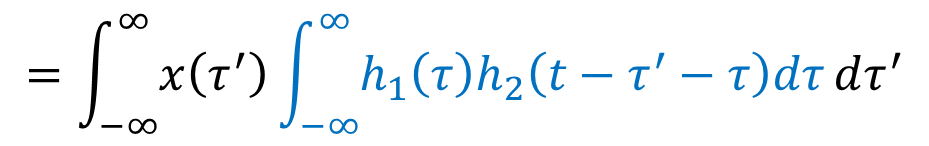 = ∫_{-∞}^{∞} x(τ′) ∫_{-∞}^{∞} h₁(τ)h₂(t − τ′ − τ)dτ dτ′